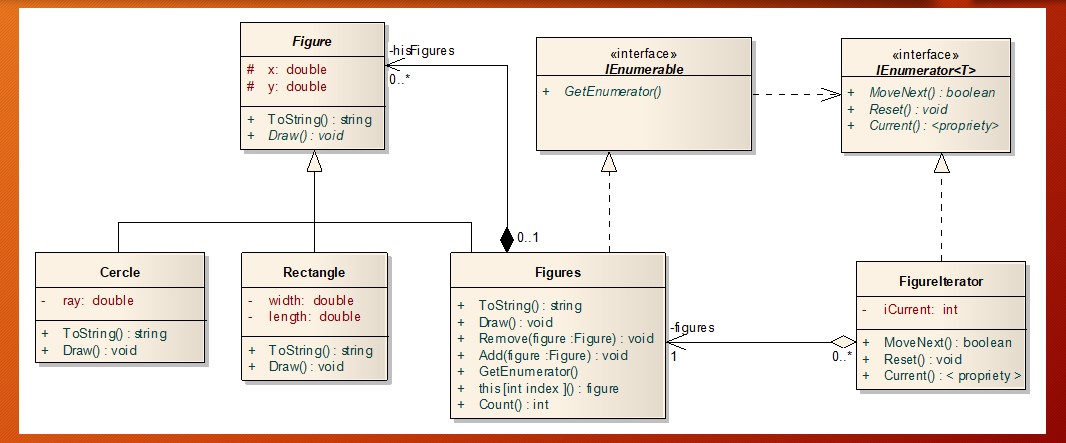 Figure
# x: double
# y: double
+ ToString() : string
+ Draw() : void
-hisFigures
0..*
«interface»
IEnumerable
+ GetEnumerator()
«interface»
IEnumerator<T>
+ MoveNext() : boolean
+ Reset() : void
+ Current() : <propriety>
0..1
Cercle
- ray: double
+ ToString() : string
+ Draw() : void
Rectangle
- width: double
- length: double
+ ToString() : string
+ Draw() : void
Figures
+ ToString() : string
+ Draw() : void
+ Remove(figure :Figure) : void
+ Add(figure :Figure) : void
+ GetEnumerator()
+ this [int index ]() : figure
+ Count() : int
-figures
1
0..*
FigureIterator
- iCurrent: int
+ MoveNext() : boolean
+ Reset() : void
+ Current() : < propriety >